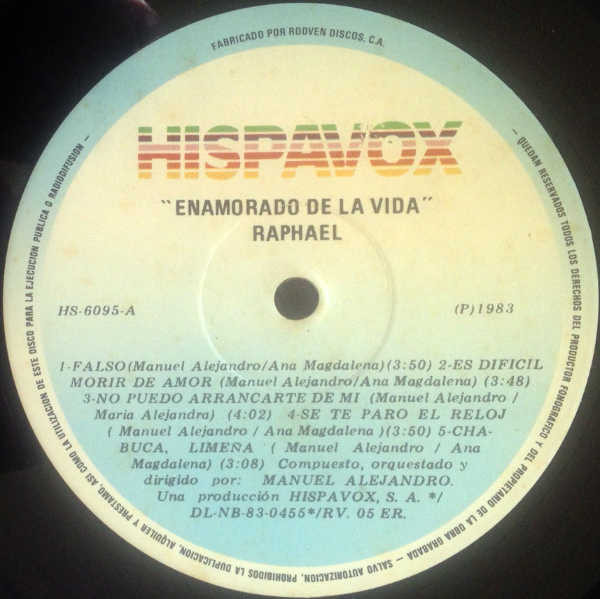 FABRICADO POR RODVEN DISCOS, C.A.
HISPAVOX
"ENAMORADO DE LA VIDA"
RAPHAEL
HS-6095-A
(P)1983
1-FALSO(Manuel Alejandro/Ana Magdalena)(3:50) 2-ES DIFICIL
MORIR DE AMOR (Manuel Alejandro/Ana Magdalena) (3:48)
3-NO PUEDO ARRANCARTE DE MI (Manuel Alejandro /
Maria Alejandra) (4:02) 4-SE TE PARO EL RELOJ
( Manuel Alejandro / Ana Magdalena )(3:50) 5-CHA-
BUCA, LIMEÑA ( Manuel Alejandro / Ana
Magdalena) (3:08) Compuesto, orquestado y
dirigido por: MANUEL ALEJANDRO.
Una producción HISPAVOX, S. A. */
DL-NB-83-0455*/RV. 05 ER.
— QUEDAN RESERVADOS TODOS LOS DERECHOS DEL PRODUCTOR FONOGRAFICO Y DEL PROPIETARIO DE LA OBRA GRABADA — SALVO AUTORIZACION, PROHIBIDOS LA DUPLICACION, ALQUILER Y PRESTAMO, ASI COMO LA UTILIZACION DE ESTE DISCO PARA LA EJECUCION PUBLICA O RADIODIFUSION —